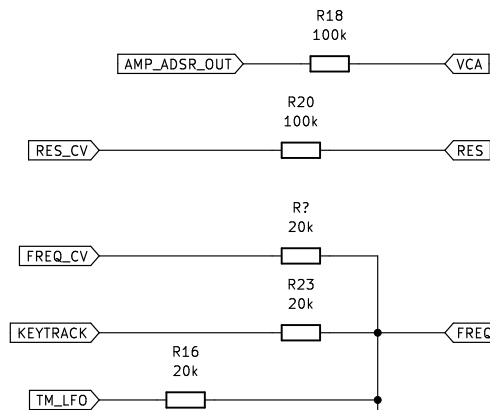 R18
100k
AMP_ADSR_OUT
VCA
R20
100k
RES_CV
RES
R?
20k
FREQ_CV
R23
20k
KEYTRACK
FREQ
R16
20k
TM_LFO